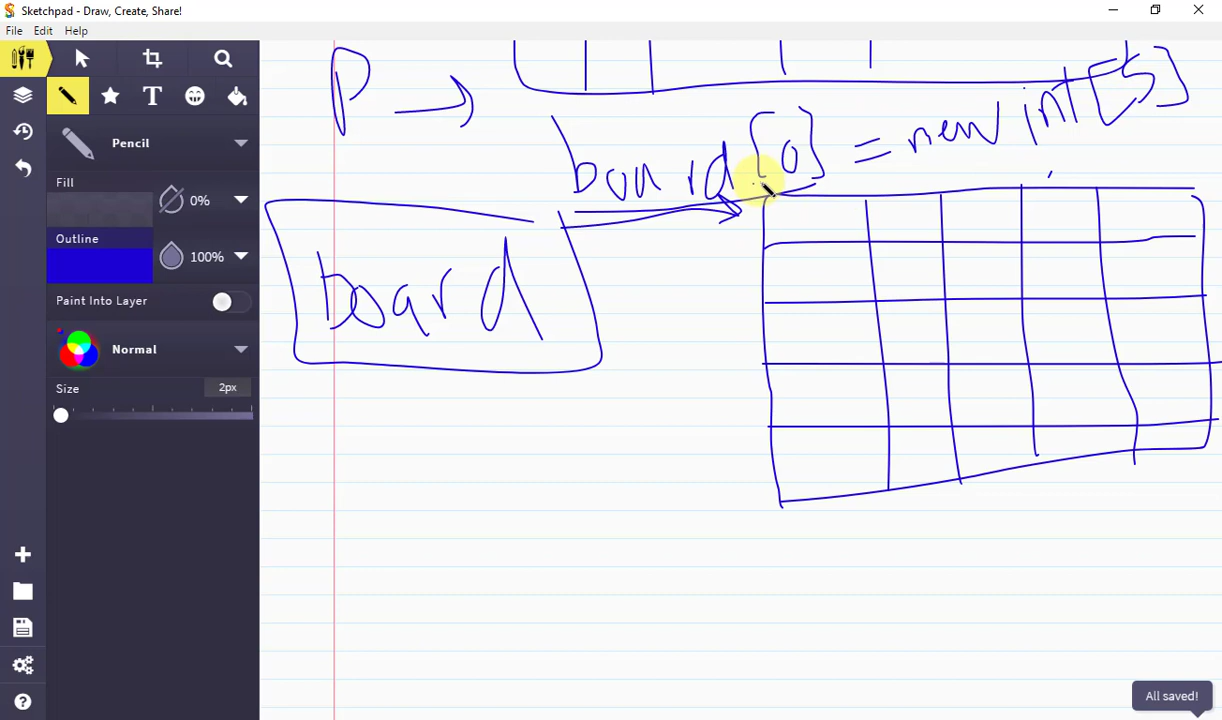 Sketchpad - Draw, Create, Share!
File Edit Help
P
board[0] = new int[5]
board
Pencil
Fill
0%
Outline
100%
Paint Into Layer
Normal
Size
2px
All saved!